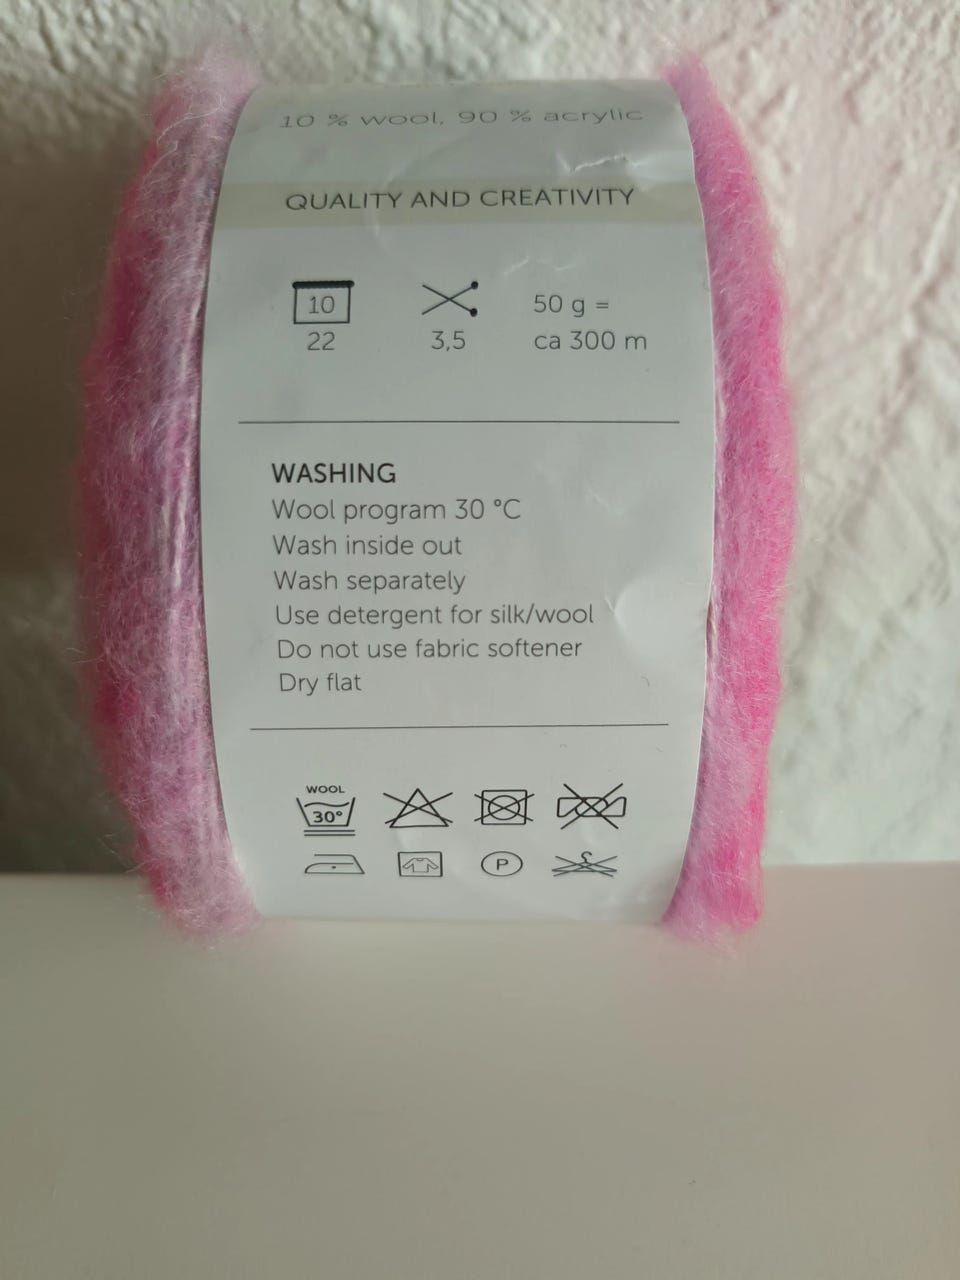 10 % wool, 90 % acrylic
QUALITY AND CREATIVITY
10
22
3,5
50 g =
ca 300 m
WASHING
Wool program 30 °C
Wash inside out
Wash separately
Use detergent for silk/wool
Do not use fabric softener
Dry flat
WOOL
30°
P